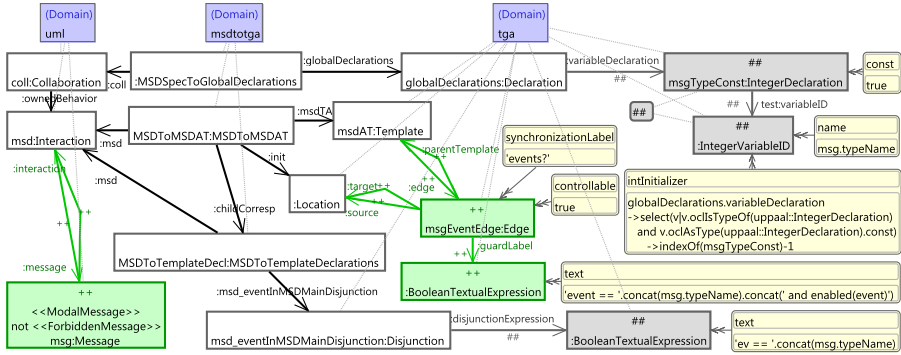 (Domain)
uml
(Domain)
msdtotga
(Domain)
tga
coll:Collaboration
:coll
:MSDSpecToGlobalDeclarations
:globalDeclarations
globalDeclarations:Declaration
:variableDeclaration
##
##
msgTypeConst:IntegerDeclaration
const
true
:ownedBehavior
##
## test:variableID
msd:Interaction
:msd
MSDToMSDAT:MSDToMSDAT
:msdTA
msdAT:Template
##
:IntegerVariableID
name
msg.typeName
synchronizationLabel
'events?'
:parentTemplate
++
:interaction
++
++
:msd
:init
:Location
:target++
++
:source
++
:edge
controllable
true
intInitializer
globalDeclarations.variableDeclaration
->select(v|v.oclIsTypeOf(uppaal::IntegerDeclaration)
and v.oclAsType(uppaal::IntegerDeclaration).const)
->indexOf(msgTypeConst)-1
:childCorresp
++
msgEventEdge:Edge
:guardLabel
++
:message
MSDToTemplateDecl:MSDToTemplateDeclarations
++
:BooleanTextualExpression
text
'event == '.concat(msg.typeName).concat(' and enabled(event)')
++
<<ModalMessage>>
not <<ForbiddenMessage>>
msg:Message
:msd_eventInMSDMainDisjunction
msd_eventInMSDMainDisjunction:Disjunction
:disjunctionExpression
##
##
:BooleanTextualExpression
text
'ev == '.concat(msg.typeName)